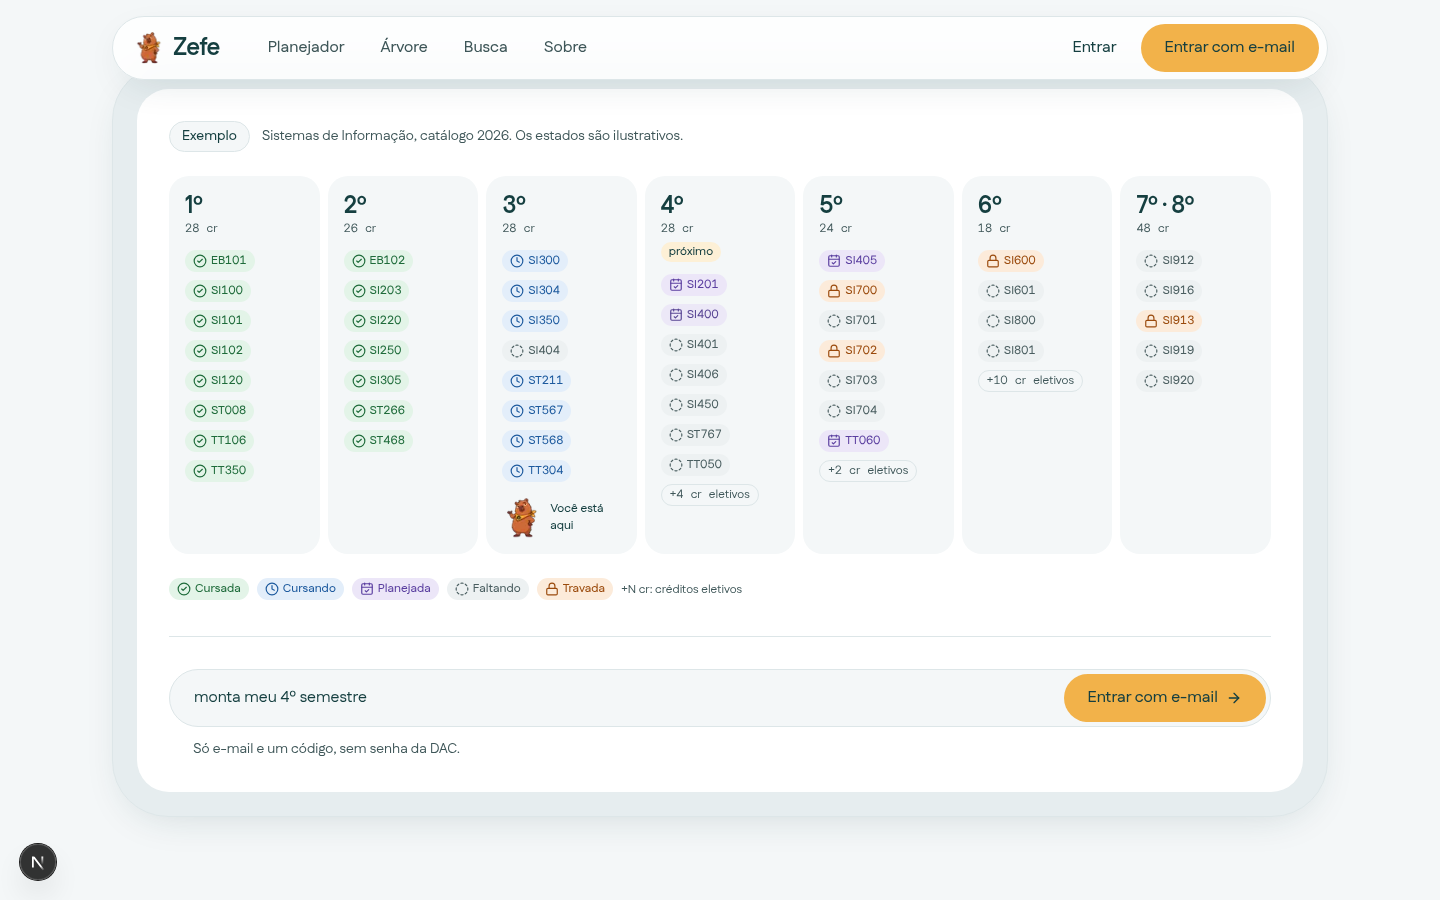 Zefe
Planejador
Árvore
Busca
Sobre
Entrar
Entrar com e-mail
Exemplo
Sistemas de Informação, catálogo 2026. Os estados são ilustrativos.
1º
28 cr
EB101
SI100
SI101
SI102
SI120
ST008
TT106
TT350
2º
26 cr
EB102
SI203
SI220
SI250
SI305
ST266
ST468
3º
28 cr
SI300
SI304
SI350
SI404
ST211
ST567
ST568
TT304
Você está
aqui
4º
28 cr
próximo
SI201
SI400
SI401
SI406
SI450
ST767
TT050
+4 cr eletivos
5º
24 cr
SI405
SI700
SI701
SI702
SI703
SI704
TT060
+2 cr eletivos
6º
18 cr
SI600
SI601
SI800
SI801
+10 cr eletivos
7º · 8º
48 cr
SI912
SI916
SI913
SI919
SI920
Cursada
Cursando
Planejada
Faltando
Travada
+N cr: créditos eletivos
monta meu 4º semestre
Entrar com e-mail
Só e-mail e um código, sem senha da DAC.
N